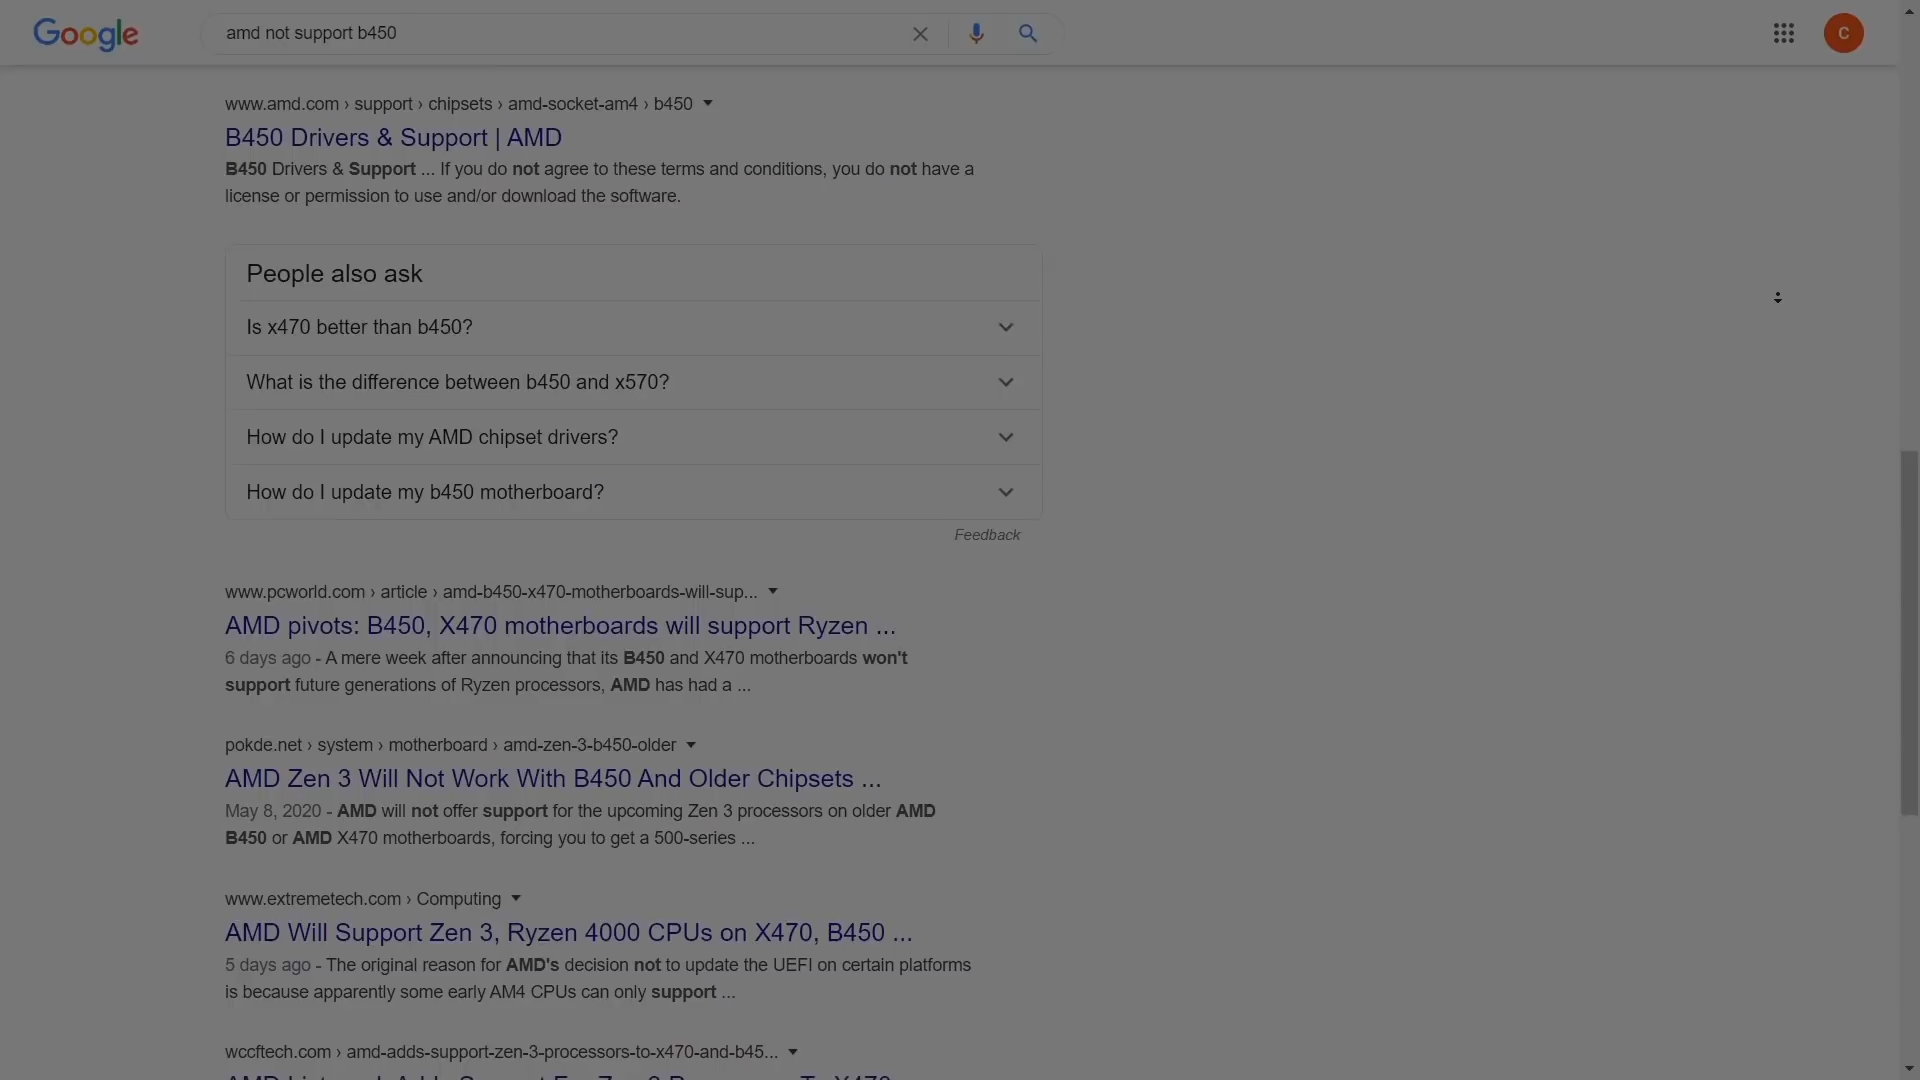 Google
amd not support b450
C
www.amd.com › support › chipsets › amd-socket-am4 › b450
B450 Drivers & Support | AMD
B450 Drivers & Support ... If you do not agree to these terms and conditions, you do not have a
license or permission to use and/or download the software.
People also ask
Is x470 better than b450?
What is the difference between b450 and x570?
How do I update my AMD chipset drivers?
How do I update my b450 motherboard?
Feedback
www.pcworld.com › article › amd-b450-x470-motherboards-will-sup...
AMD pivots: B450, X470 motherboards will support Ryzen ...
6 days ago - A mere week after announcing that its B450 and X470 motherboards won't
support future generations of Ryzen processors, AMD has had a ...
pokde.net › system › motherboard › amd-zen-3-b450-older
AMD Zen 3 Will Not Work With B450 And Older Chipsets ...
May 8, 2020 - AMD will not offer support for the upcoming Zen 3 processors on older AMD
B450 or AMD X470 motherboards, forcing you to get a 500-series ...
www.extremetech.com › Computing
AMD Will Support Zen 3, Ryzen 4000 CPUs on X470, B450 ...
5 days ago - The original reason for AMD's decision not to update the UEFI on certain platforms
is because apparently some early AM4 CPUs can only support ...
wccftech.com › amd-adds-support-zen-3-processors-to-x470-and-b45...